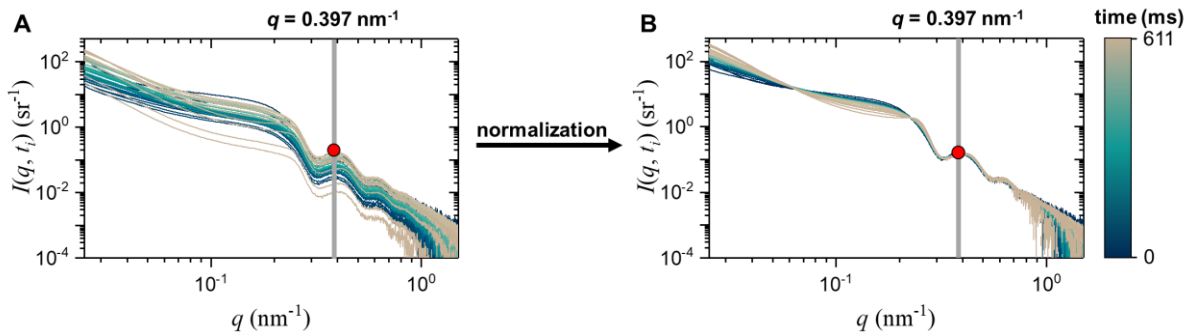 A
q = 0.397 nm⁻¹
I(q, tᵢ) (sr⁻¹)
10²
10⁰
10⁻²
10⁻⁴
10⁻¹
10⁰
q (nm⁻¹)
normalization
B
q = 0.397 nm⁻¹
I(q, tᵢ) (sr⁻¹)
10²
10⁰
10⁻²
10⁻⁴
10⁻¹
10⁰
q (nm⁻¹)
time (ms)
611
0